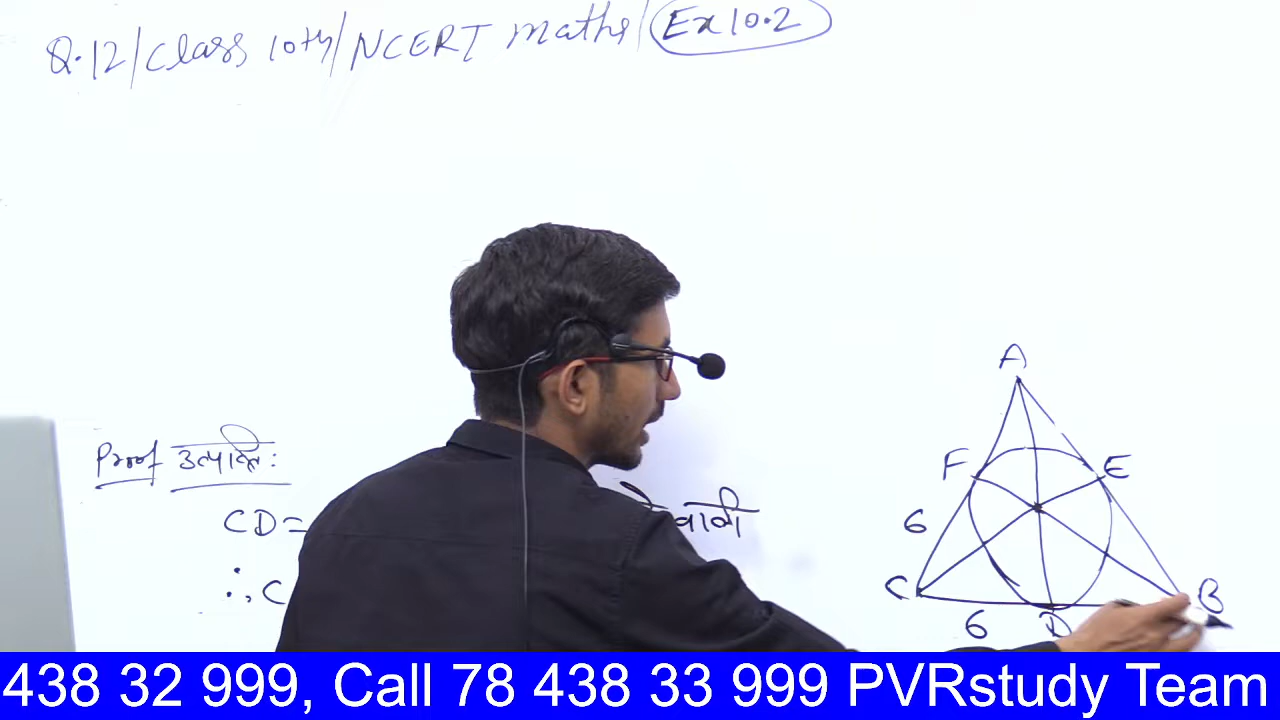 Q.12/Class 10th/NCERT maths/Ex 10.2
A
F
E
Proof उत्पत्ति:
CD=
वाली
6
C
B
∴, C
6
D
438 32 999, Call 78 438 33 999 PVRstudy Team